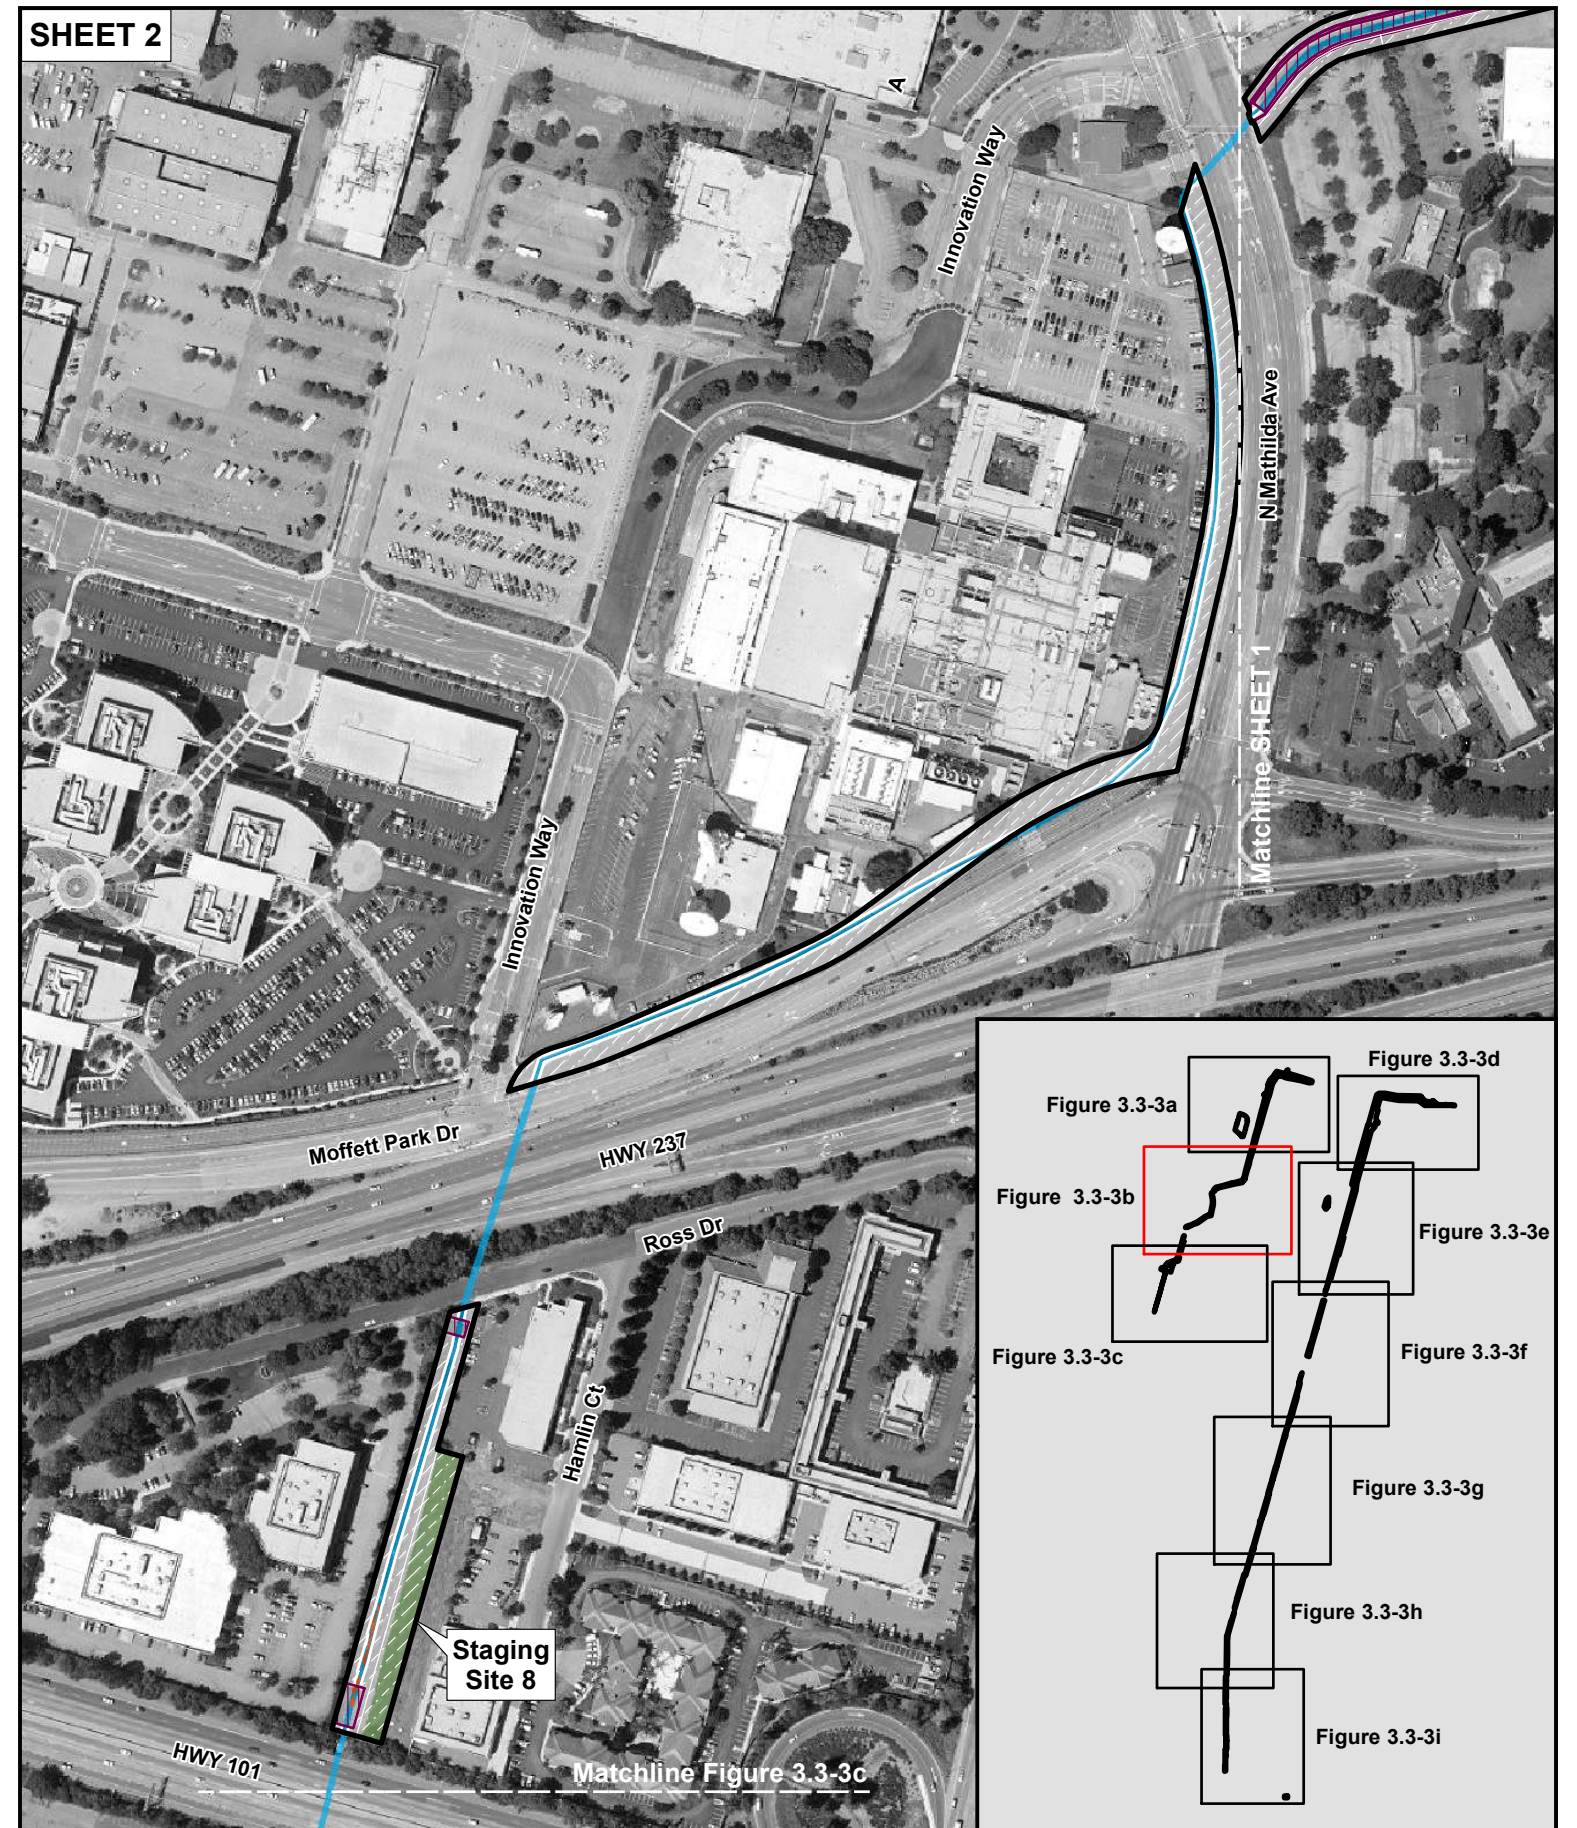 SHEET 2
A
Innovation Way
N Mathilda Ave
Matchline SHEET 1
Innovation Way
Moffett Park Dr
HWY 237
Ross Dr
Hamlin Ct
Staging
Site 8
HWY 101
Matchline Figure 3.3-3c
Figure 3.3-3d
Figure 3.3-3a
Figure 3.3-3b
Figure 3.3-3e
Figure 3.3-3c
Figure 3.3-3f
Figure 3.3-3g
Figure 3.3-3h
Figure 3.3-3i